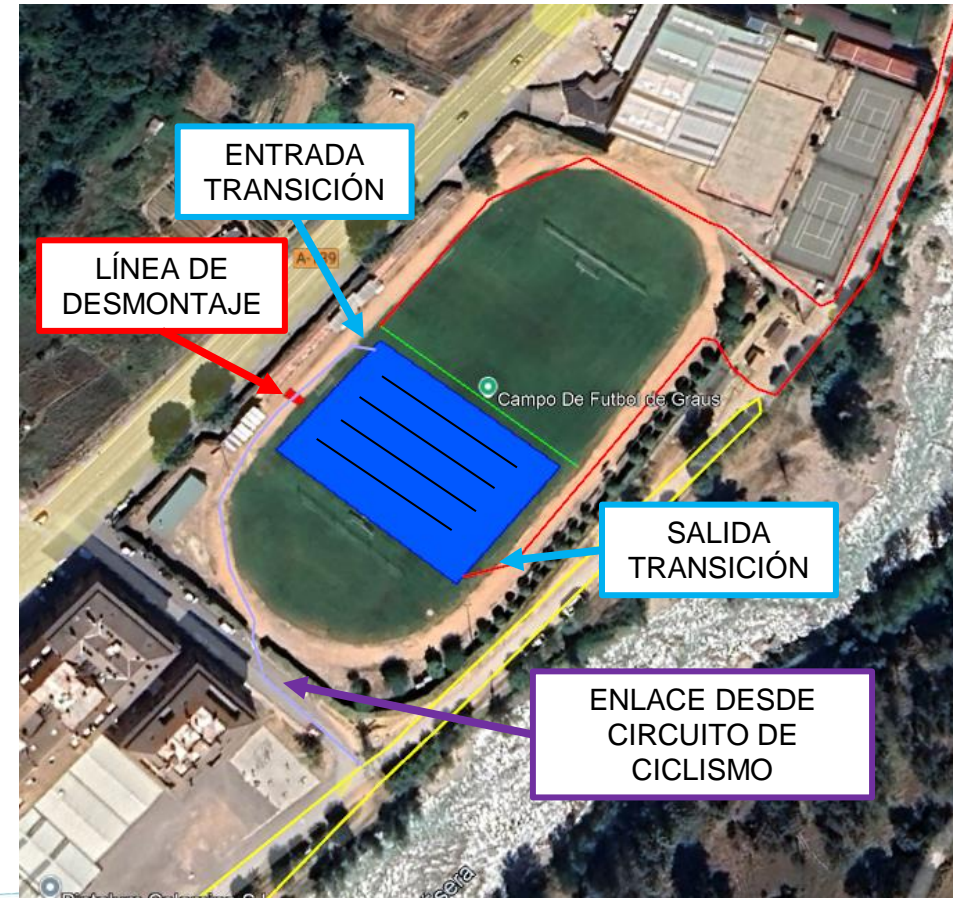 ENTRADA
TRANSICIÓN
LÍNEA DE
DESMONTAJE
Campo De Futbol de Graus
SALIDA
TRANSICIÓN
ENLACE DESDE
CIRCUITO DE
CICLISMO